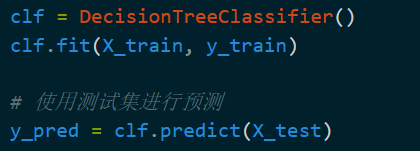 clf = DecisionTreeClassifier()
clf.fit(X_train, y_train)
# 使用测试集进行预测
y_pred = clf.predict(X_test)